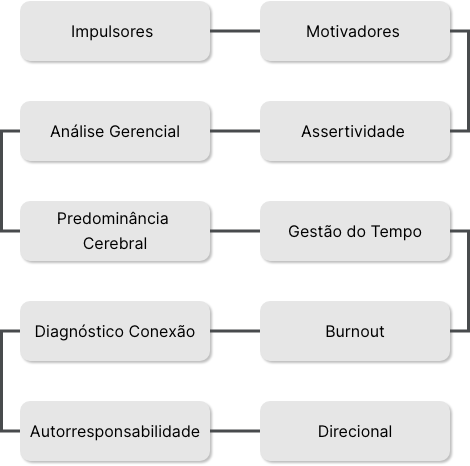 Impulsores
Motivadores
Análise Gerencial
Assertividade
Predominância
Cerebral
Gestão do Tempo
Diagnóstico Conexão
Burnout
Autorresponsabilidade
Direcional